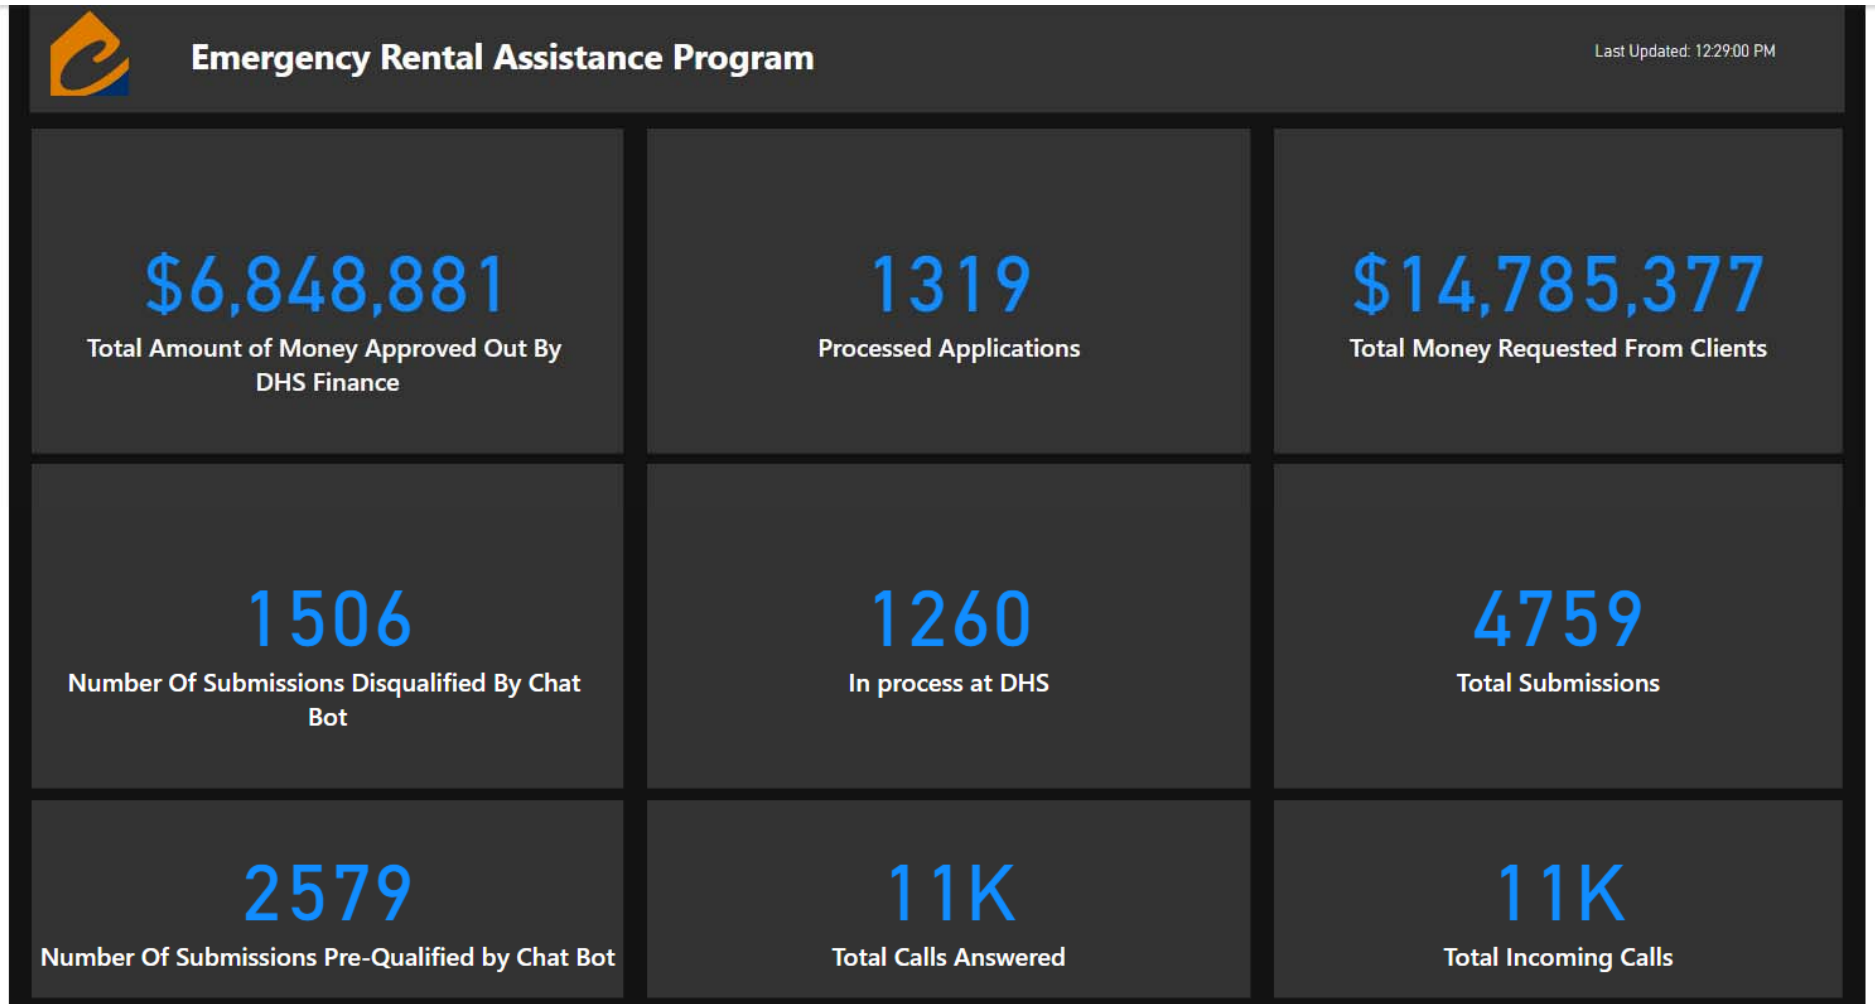 Emergency Rental Assistance Program
Last Updated: 12:29:00 PM
$6,848,881
Total Amount of Money Approved Out By
DHS Finance
1319
Processed Applications
$14,785,377
Total Money Requested From Clients
1506
Number Of Submissions Disqualified By Chat
Bot
1260
In process at DHS
4759
Total Submissions
2579
Number Of Submissions Pre-Qualified by Chat Bot
11K
Total Calls Answered
11K
Total Incoming Calls